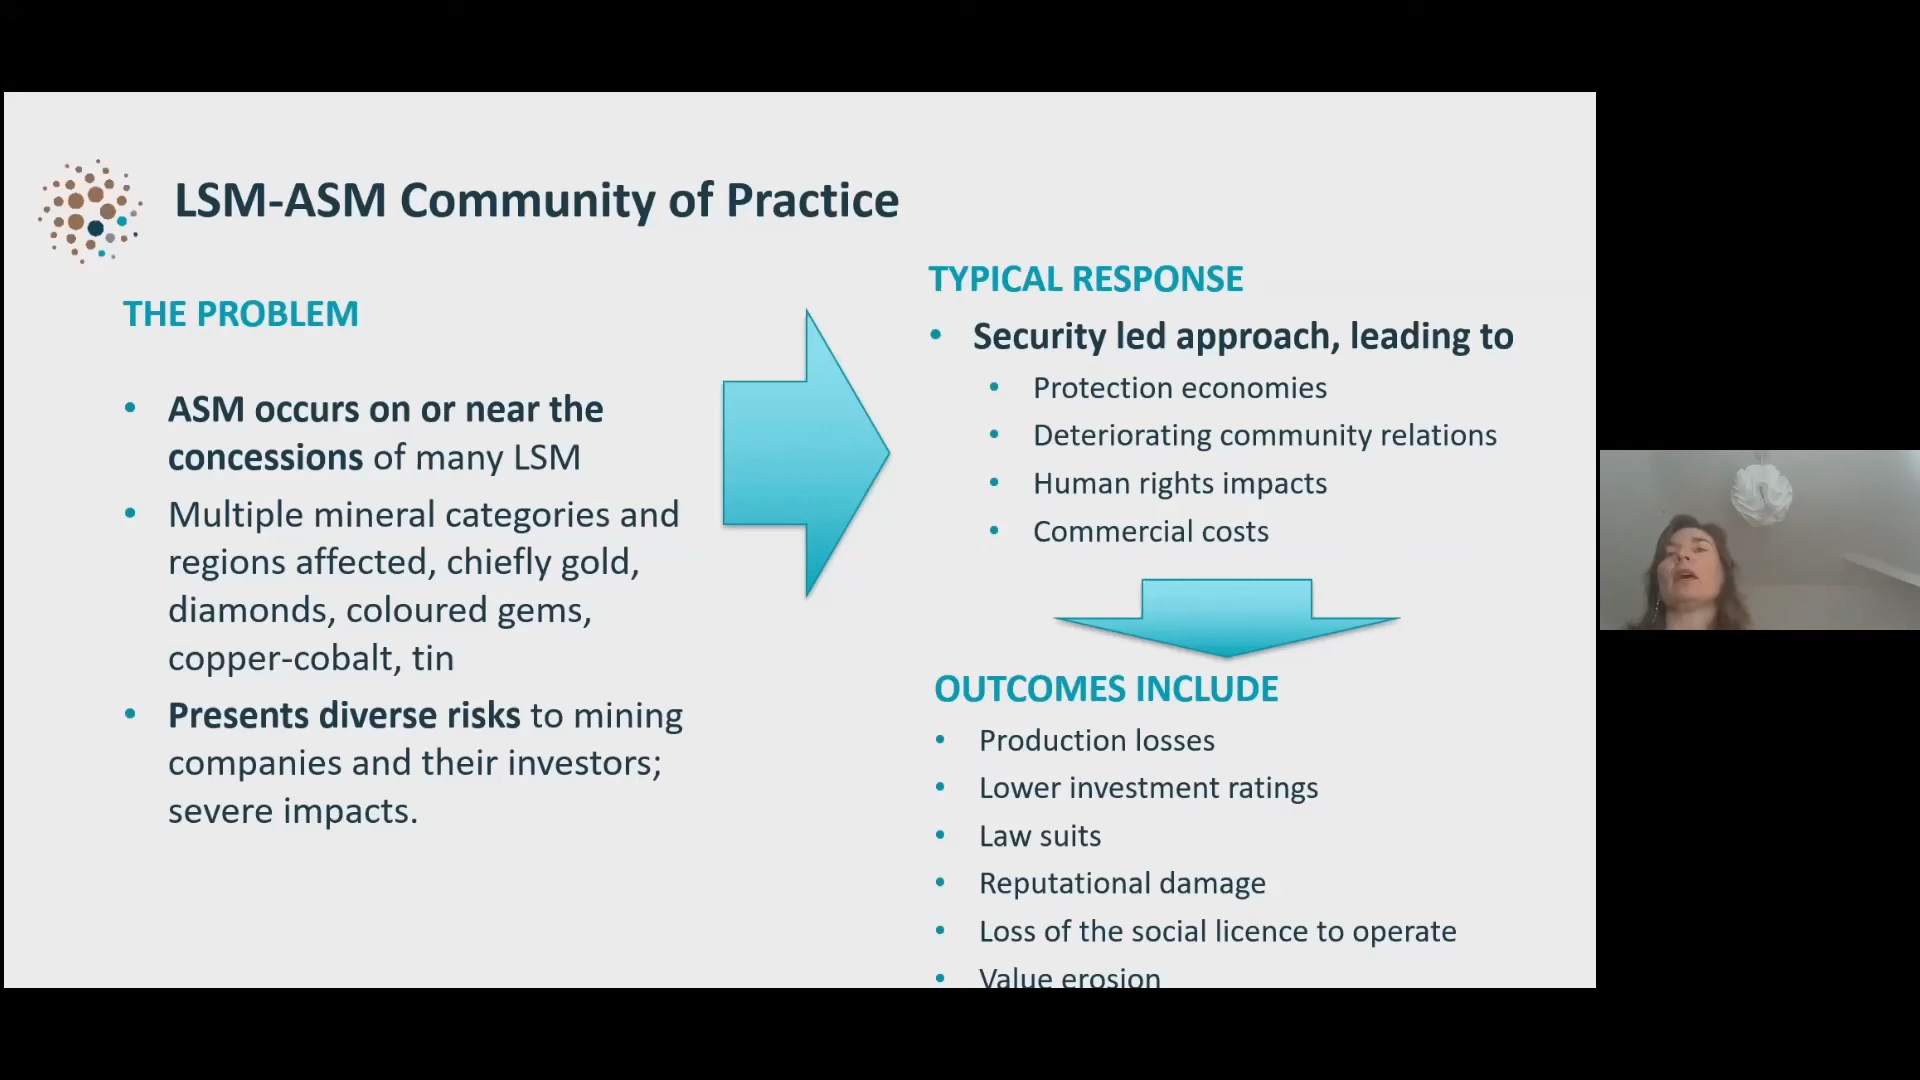 LSM-ASM Community of Practice
THE PROBLEM
ASM occurs on or near the
concessions of many LSM
Multiple mineral categories and
regions affected, chiefly gold,
diamonds, coloured gems,
copper-cobalt, tin
Presents diverse risks to mining
companies and their investors;
severe impacts.
TYPICAL RESPONSE
Security led approach, leading to
Protection economies
Deteriorating community relations
Human rights impacts
Commercial costs
OUTCOMES INCLUDE
Production losses
Lower investment ratings
Law suits
Reputational damage
Loss of the social licence to operate
Value erosion